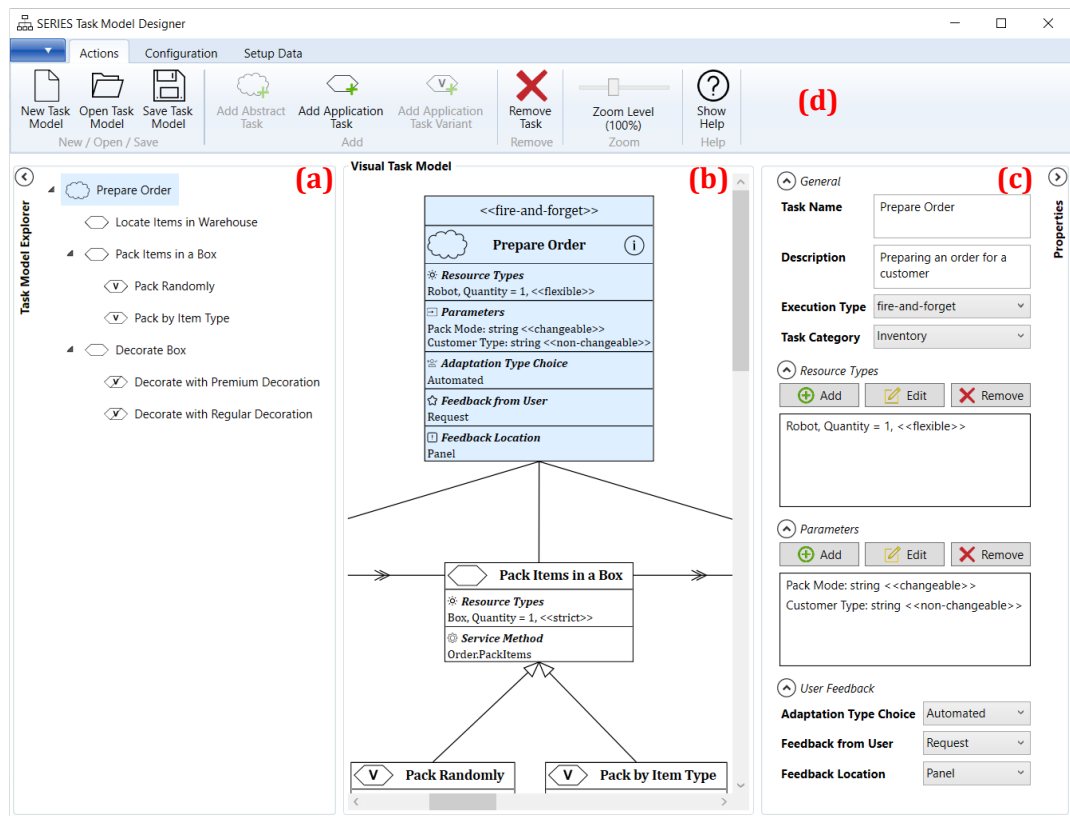 SERIES Task Model Designer
Actions Configuration Setup Data
New Task Model
Open Task Model
Save Task Model
New / Open / Save
Add Abstract Task
Add Application Task
Add Application Task Variant
Add
Remove Task
Remove
Zoom Level (100%)
Zoom
Show Help
Help
(d)
Task Model Explorer
(a)
Prepare Order
Locate Items in Warehouse
Pack Items in a Box
V Pack Randomly
V Pack by Item Type
Decorate Box
V Decorate with Premium Decoration
V Decorate with Regular Decoration
Visual Task Model
(b)
<<fire-and-forget>>
Prepare Order i
Resource Types
Robot, Quantity = 1, <<flexible>>
Parameters
Pack Mode: string <<changeable>>
Customer Type: string <<non-changeable>>
Adaptation Type Choice
Automated
Feedback from User
Request
Feedback Location
Panel
Pack Items in a Box
Resource Types
Box, Quantity = 1, <<strict>>
Service Method
Order.PackItems
V Pack Randomly
V Pack by Item Type
(c)
Properties
General
Task Name Prepare Order
Description Preparing an order for a
customer
Execution Type fire-and-forget
Task Category Inventory
Resource Types
Add Edit Remove
Robot, Quantity = 1, <<flexible>>
Parameters
Add Edit Remove
Pack Mode: string <<changeable>>
Customer Type: string <<non-changeable>>
User Feedback
Adaptation Type Choice Automated
Feedback from User Request
Feedback Location Panel